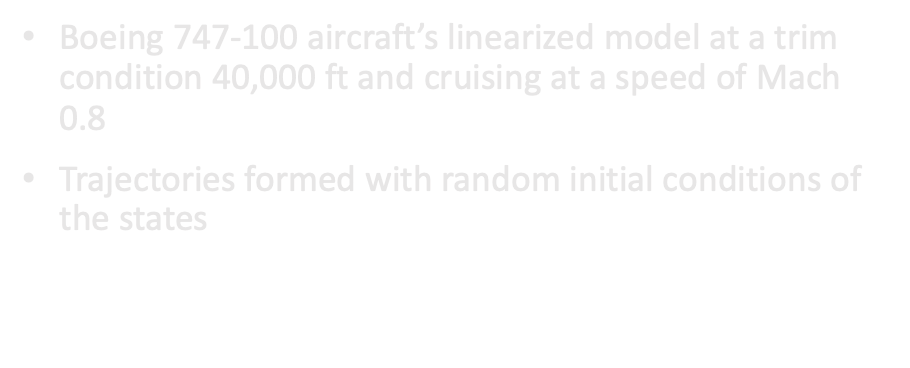 • Boeing 747-100 aircraft’s linearized model at a trim
condition 40,000 ft and cruising at a speed of Mach
0.8
• Trajectories formed with random initial conditions of
the states